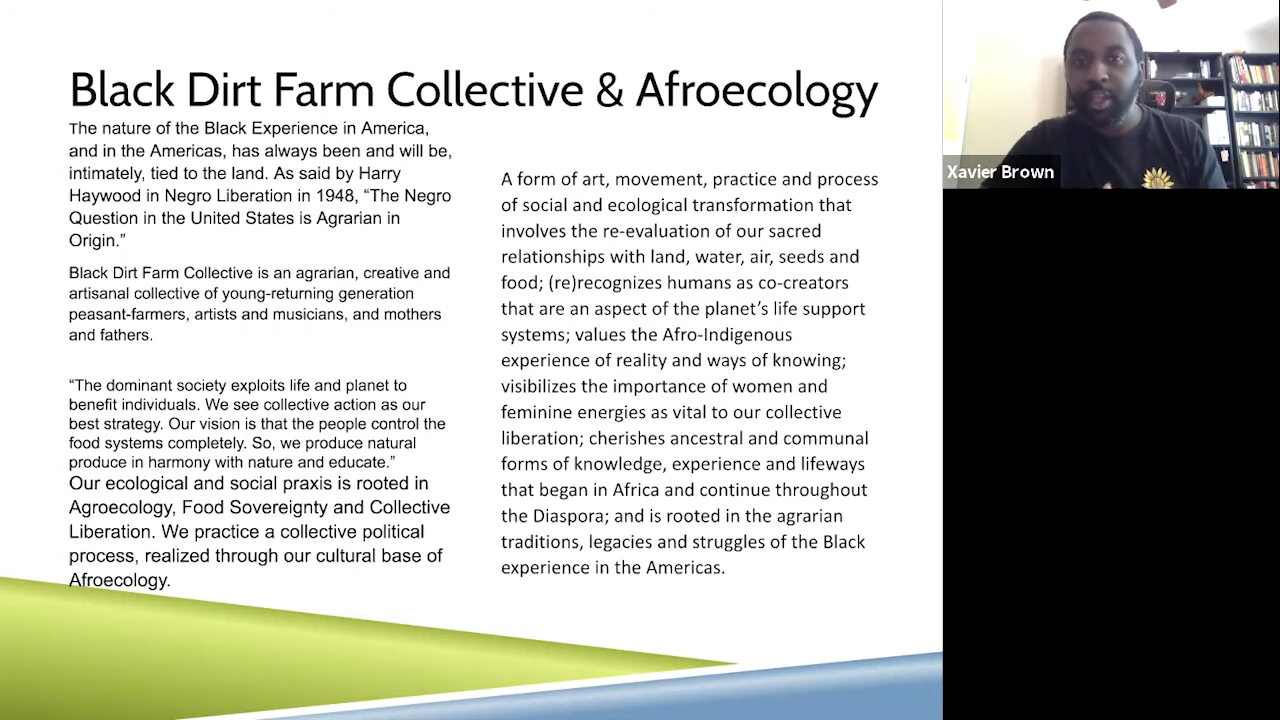 Black Dirt Farm Collective & Afroecology
The nature of the Black Experience in America,
and in the Americas, has always been and will be,
intimately, tied to the land. As said by Harry
Haywood in Negro Liberation in 1948, “The Negro
Question in the United States is Agrarian in
Origin.”
Black Dirt Farm Collective is an agrarian, creative and
artisanal collective of young-returning generation
peasant-farmers, artists and musicians, and mothers
and fathers.
“The dominant society exploits life and planet to
benefit individuals. We see collective action as our
best strategy. Our vision is that the people control the
food systems completely. So, we produce natural
produce in harmony with nature and educate.”
Our ecological and social praxis is rooted in
Agroecology, Food Sovereignty and Collective
Liberation. We practice a collective political
process, realized through our cultural base of
Afroecology.
A form of art, movement, practice and process
of social and ecological transformation that
involves the re-evaluation of our sacred
relationships with land, water, air, seeds and
food; (re)recognizes humans as co-creators
that are an aspect of the planet’s life support
systems; values the Afro-Indigenous
experience of reality and ways of knowing;
visibilizes the importance of women and
feminine energies as vital to our collective
liberation; cherishes ancestral and communal
forms of knowledge, experience and lifeways
that began in Africa and continue throughout
the Diaspora; and is rooted in the agrarian
traditions, legacies and struggles of the Black
experience in the Americas.
Xavier Brown